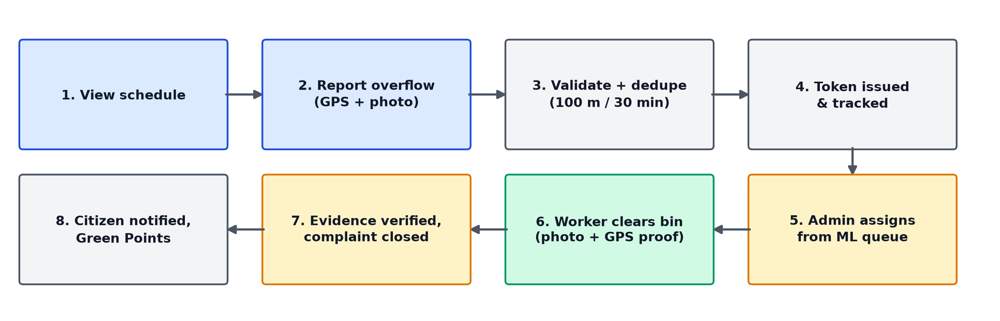 1. View schedule
2. Report overflow
(GPS + photo)
3. Validate + dedupe
(100 m / 30 min)
4. Token issued
& tracked
5. Admin assigns
from ML queue
6. Worker clears bin
(photo + GPS proof)
7. Evidence verified,
complaint closed
8. Citizen notified,
Green Points